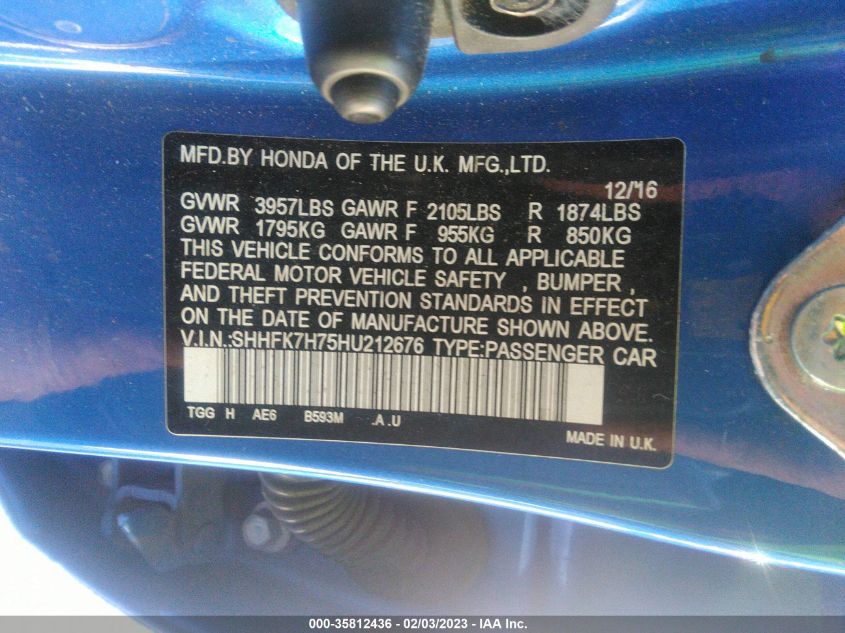 MFD.BY HONDA OF THE U.K. MFG.,LTD.
12/16
GVWR 3957LBS GAWR F 2105LBS R 1874LBS
GVWR 1795KG GAWR F 955KG R 850KG
THIS VEHICLE CONFORMS TO ALL APPLICABLE
FEDERAL MOTOR VEHICLE SAFETY , BUMPER ,
AND THEFT PREVENTION STANDARDS IN EFFECT
ON THE DATE OF MANUFACTURE SHOWN ABOVE.
V.I.N.:SHHFK7H75HU212676 TYPE:PASSENGER CAR
TGG H AE6 B593M .A .U
MADE IN U.K.
000-35812436 - 02/03/2023 - IAA Inc.